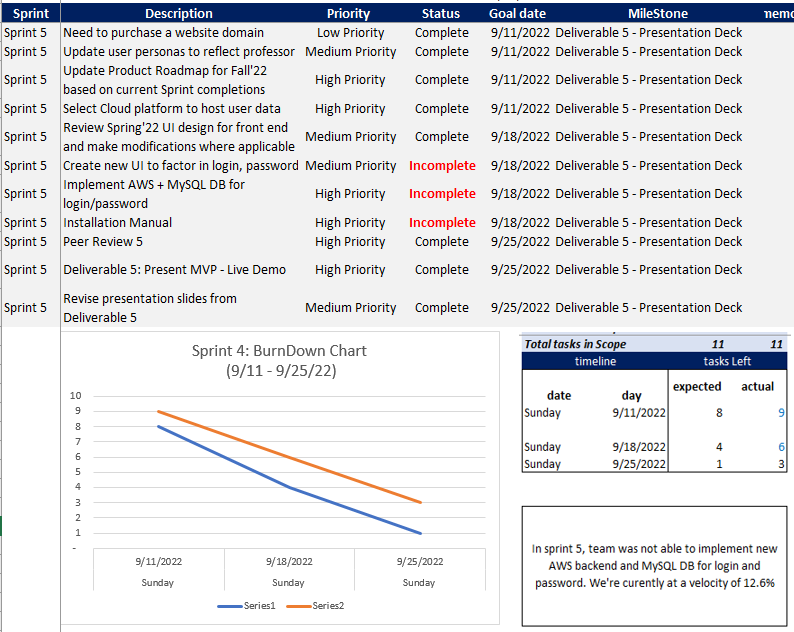 Sprint Description Priority Status Goal date MileStone memo
Sprint 5 Need to purchase a website domain Low Priority Complete 9/11/2022 Deliverable 5 - Presentation Deck
Sprint 5 Update user personas to reflect professor Medium Priority Complete 9/11/2022 Deliverable 5 - Presentation Deck
Update Product Roadmap for Fall'22
Sprint 5 based on current Sprint completions High Priority Complete 9/11/2022 Deliverable 5 - Presentation Deck
Sprint 5 Select Cloud platform to host user data High Priority Complete 9/11/2022 Deliverable 5 - Presentation Deck
Review Spring'22 UI design for front end
Sprint 5 and make modifications where applicable Medium Priority Complete 9/18/2022 Deliverable 5 - Presentation Deck
Sprint 5 Create new UI to factor in login, password Medium Priority Incomplete 9/18/2022 Deliverable 5 - Presentation Deck
Implement AWS + MySQL DB for
Sprint 5 login/password High Priority Incomplete 9/18/2022 Deliverable 5 - Presentation Deck
Sprint 5 Installation Manual High Priority Incomplete 9/18/2022 Deliverable 5 - Presentation Deck
Sprint 5 Peer Review 5 High Priority Complete 9/25/2022 Deliverable 5 - Presentation Deck
Sprint 5 Deliverable 5: Present MVP - Live Demo High Priority Complete 9/25/2022 Deliverable 5 - Presentation Deck
Revise presentation slides from
Sprint 5 Deliverable 5 Medium Priority Complete 9/25/2022 Deliverable 5 - Presentation Deck
Sprint 4: BurnDown Chart
(9/11 - 9/25/22)
10
9
8
7
6
5
4
3
2
1
-
9/11/2022 9/18/2022 9/25/2022
Sunday Sunday Sunday
Series1 Series2
Total tasks in Scope 11 11
timeline tasks Left
date day expected actual
Sunday 9/11/2022 8 9
Sunday 9/18/2022 4 6
Sunday 9/25/2022 1 3
In sprint 5, team was not able to implement new
AWS backend and MySQL DB for login and
password. We're curently at a velocity of 12.6%